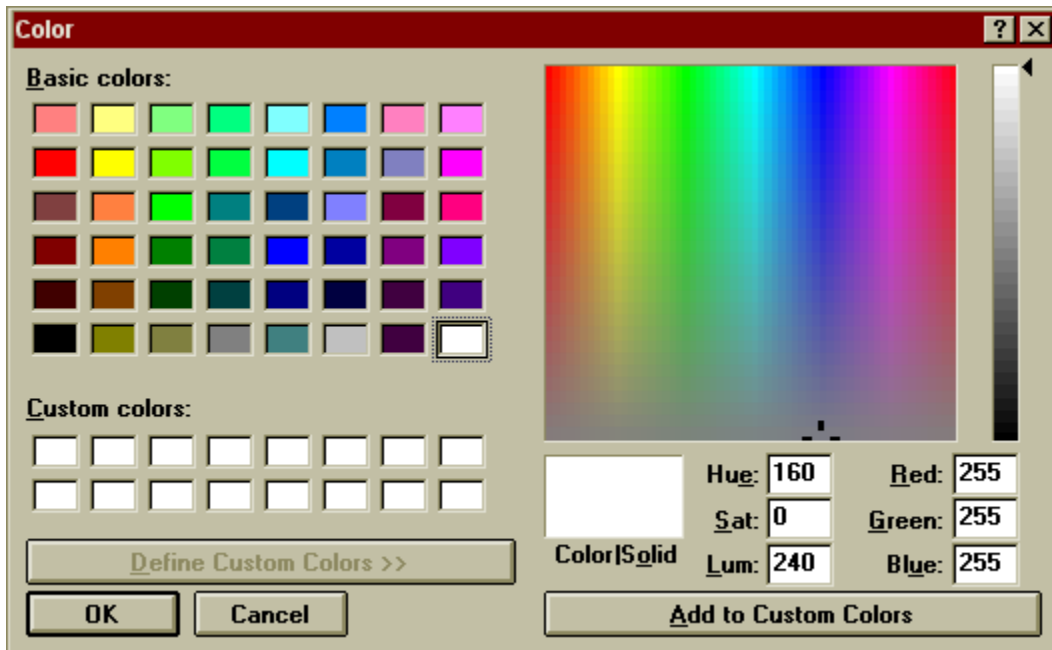 Color
Basic colors:
Custom colors:
Define Custom Colors >>
OK Cancel
Color|Solid
Hue: 160 Red: 255
Sat: 0 Green: 255
Lum: 240 Blue: 255
Add to Custom Colors